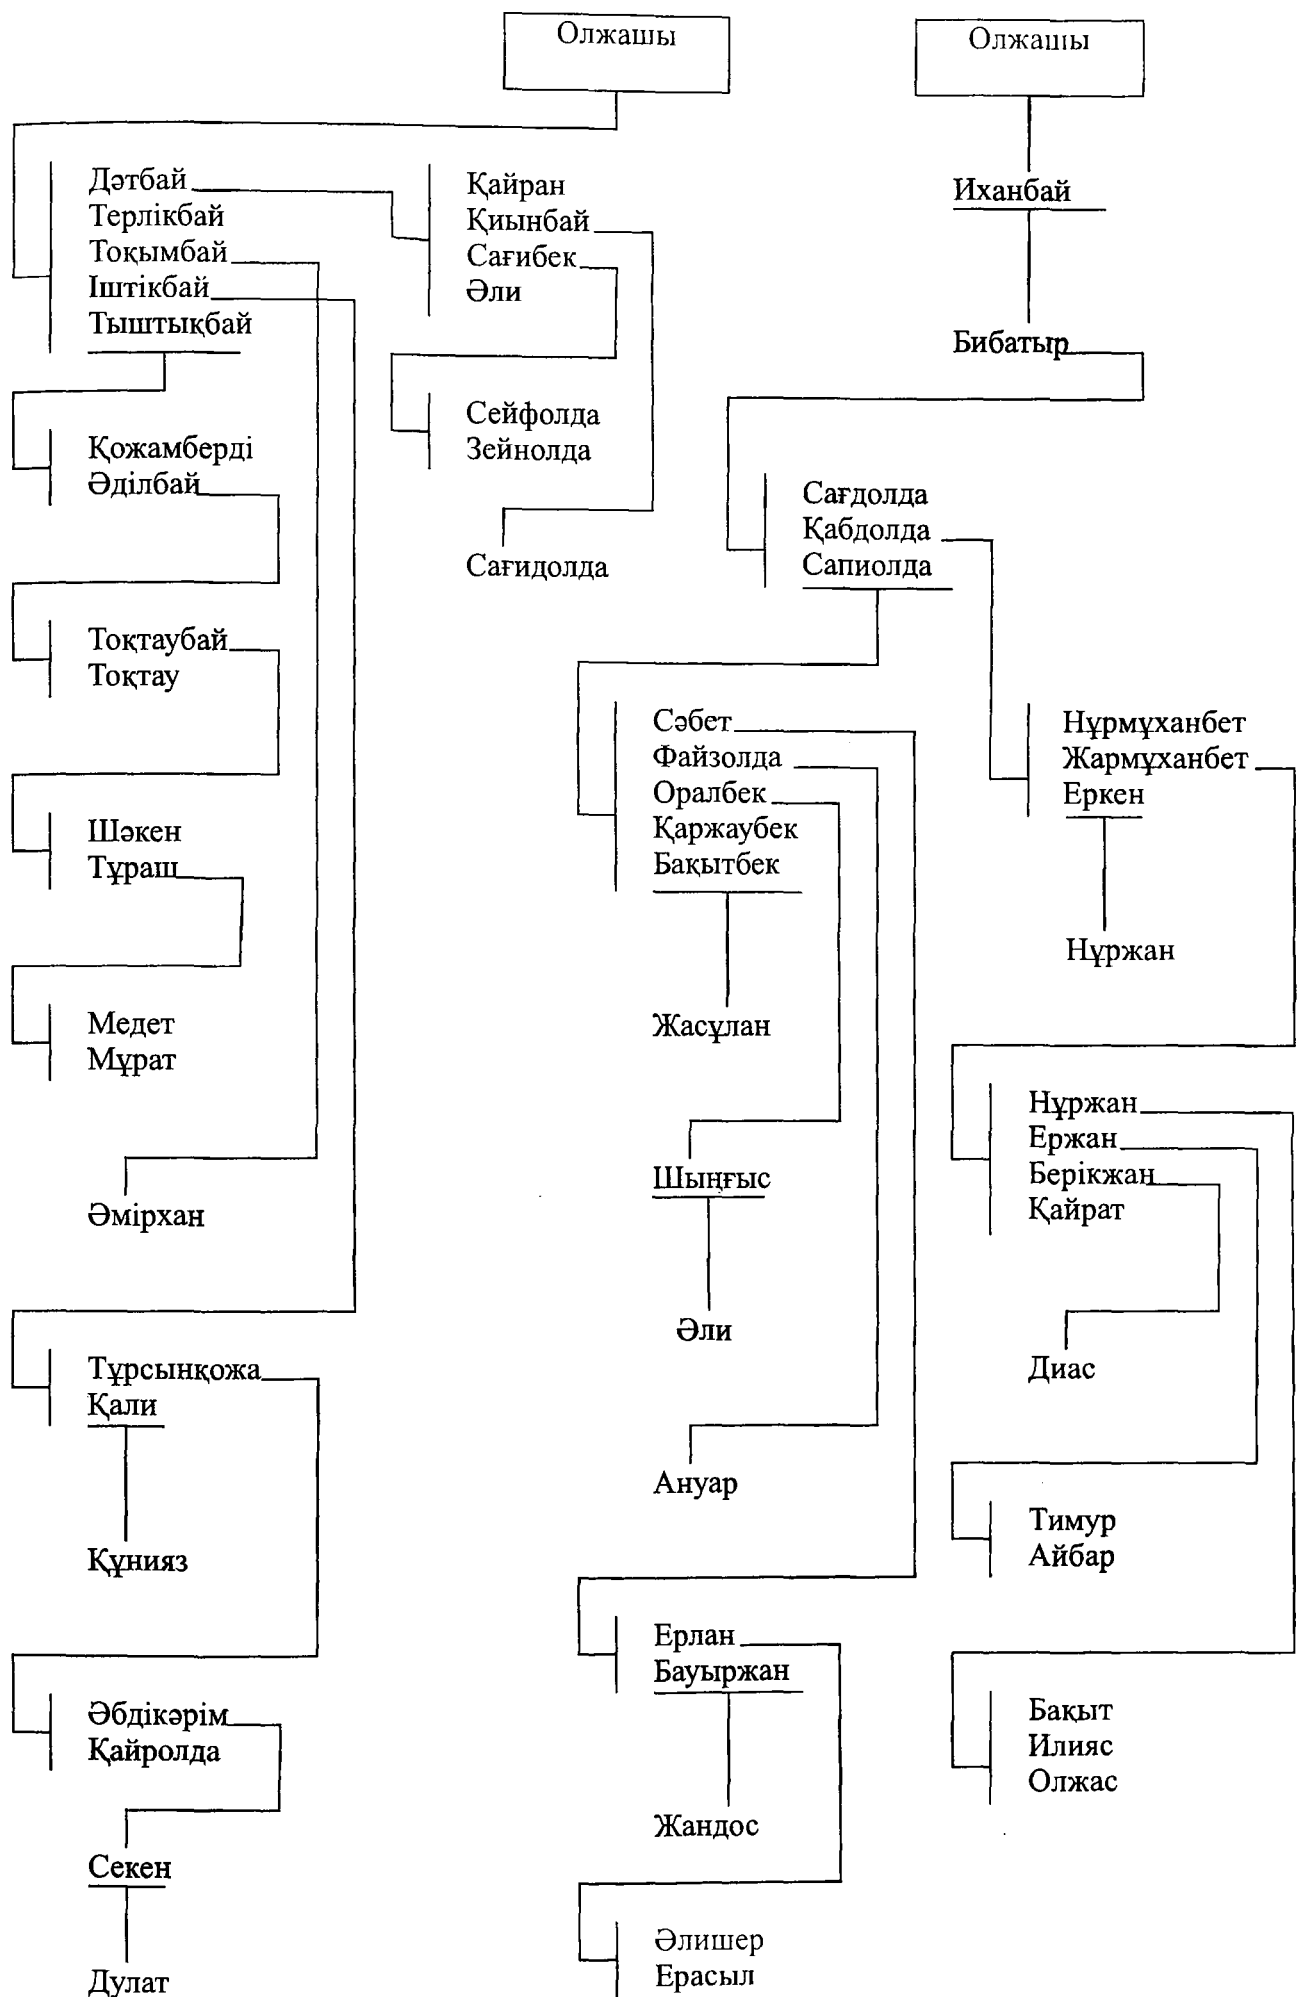 Олжашы
Дәтбай
Терлікбай
Тоқымбай
Іштікбай
Тыштықбай
Қайран
Қиынбай
Сағибек
Әли
Сейфолда
Зейнолда
Сағидолда
Қожамберді
Әділбай
Тоқтаубай
Тоқтау
Шәкен
Тұраш
Медет
Мұрат
Әмірхан
Тұрсынқожа
Қали
Құнияз
Әбдікәрім
Қайролда
Секен
Дулат
Олжашы
Иханбай
Бибатыр
Сағдолда
Қабдолда
Сапиолда
Сәбет
Файзолда
Оралбек
Қаржаубек
Бақытбек
Жасұлан
Шыңғыс
Әли
Ануар
Ерлан
Бауыржан
Жандос
Әлишер
Ерасыл
Нұрмұханбет
Жармұханбет
Еркен
Нұржан
Нұржан
Ержан
Берікжан
Қайрат
Диас
Тимур
Айбар
Бақыт
Илияс
Олжас